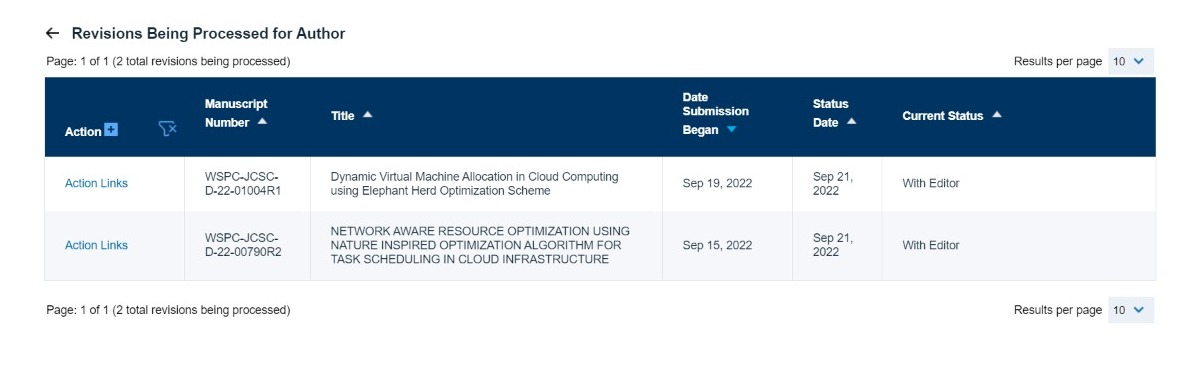 Revisions Being Processed for Author
Page: 1 of 1 (2 total revisions being processed)
Results per page 10
Action
Manuscript
Number
Title
Date
Submission
Began
Status
Date
Current Status
Action Links
WSPC-JCSC-
D-22-01004R1
Dynamic Virtual Machine Allocation in Cloud Computing
using Elephant Herd Optimization Scheme
Sep 19, 2022
Sep 21,
2022
With Editor
Action Links
WSPC-JCSC-
D-22-00790R2
NETWORK AWARE RESOURCE OPTIMIZATION USING
NATURE INSPIRED OPTIMIZATION ALGORITHM FOR
TASK SCHEDULING IN CLOUD INFRASTRUCTURE
Sep 15, 2022
Sep 21,
2022
With Editor
Page: 1 of 1 (2 total revisions being processed)
Results per page 10